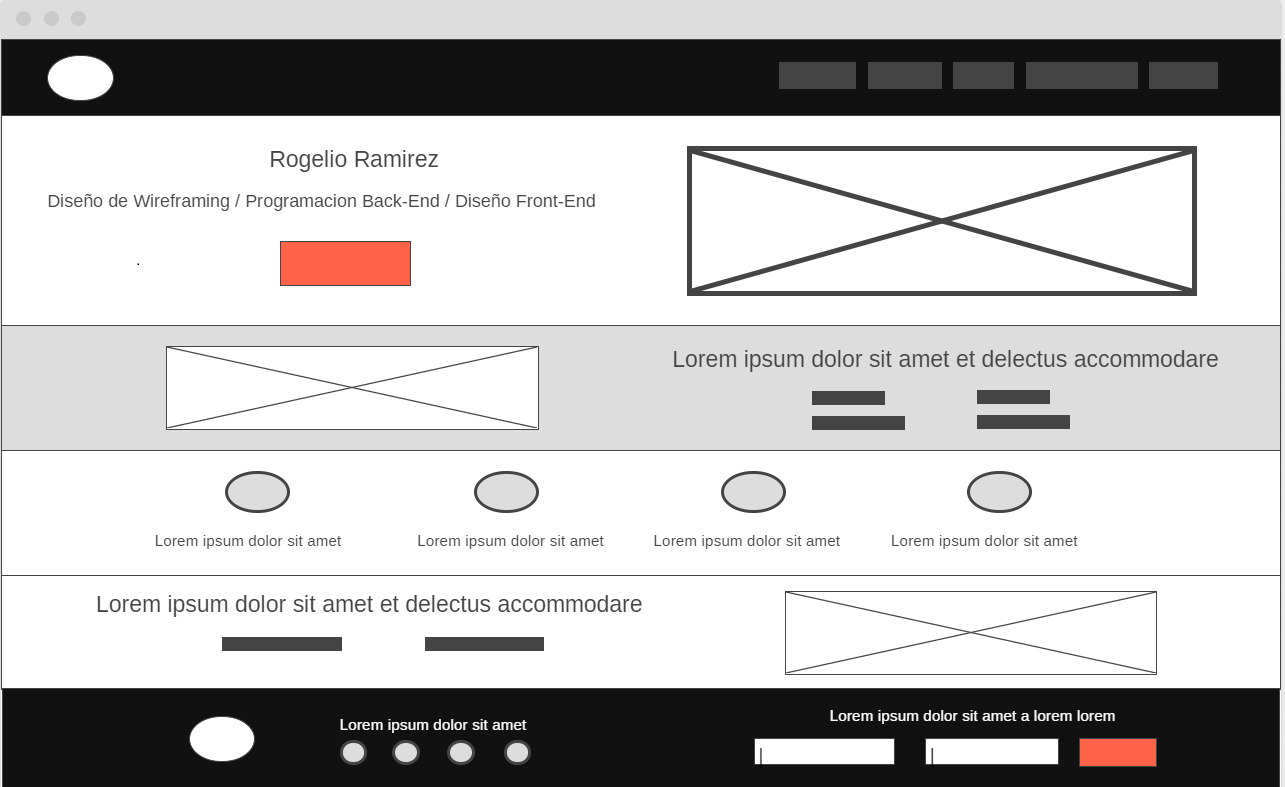 Rogelio Ramirez
Diseño de Wireframing / Programacion Back-End / Diseño Front-End
.
Lorem ipsum dolor sit amet et delectus accommodare
Lorem ipsum dolor sit amet
Lorem ipsum dolor sit amet
Lorem ipsum dolor sit amet
Lorem ipsum dolor sit amet
Lorem ipsum dolor sit amet et delectus accommodare
Lorem ipsum dolor sit amet
Lorem ipsum dolor sit amet a lorem lorem